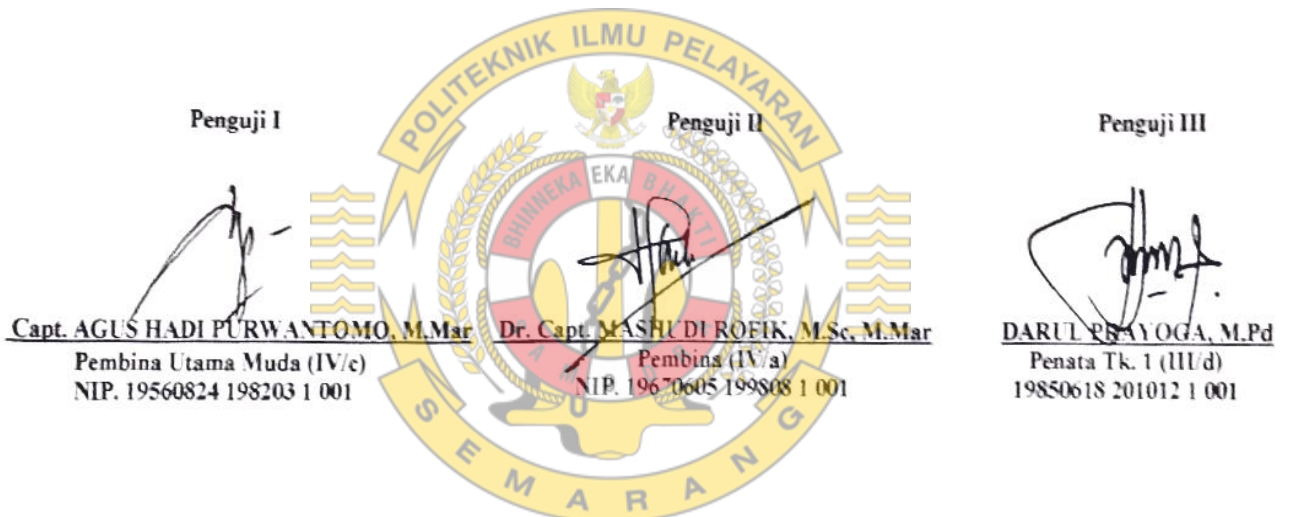 POLITEKNIK ILMU PELAYARAN
Penguji I
Penguji II
Penguji III
BHINNEKA EKA BHAKTI
Capt. AGUS HADI PURWANTOMO, M.Mar
Pembina Utama Muda (IV/c)
NIP. 19560824 198203 1 001
Dr. Capt. MASHUDI ROFIK, M.Sc, M.Mar
Pembina (IV/a)
NIP. 19670605 199808 1 001
DARUL PRAYOGA, M.Pd
Penata Tk. 1 (III/d)
19850618 201012 1 001
SEMARANG